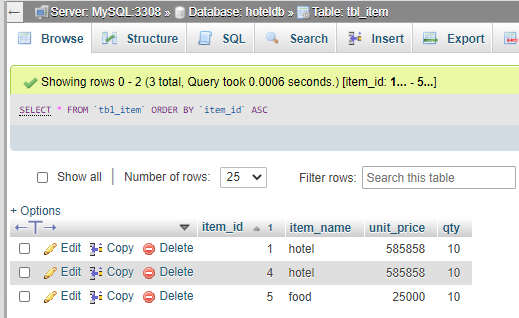 Server: MySQL:3308 » Database: hoteldb » Table: tbl_item
Browse Structure SQL Search Insert Export
Showing rows 0 - 2 (3 total, Query took 0.0006 seconds.) [item_id: 1... - 5...]
SELECT * FROM `tbl_item` ORDER BY `item_id` ASC
Show all Number of rows: 25 Filter rows: Search this table
+ Options
item_id 1 item_name unit_price qty
Edit Copy Delete 1 hotel 585858 10
Edit Copy Delete 4 hotel 585858 10
Edit Copy Delete 5 food 25000 10